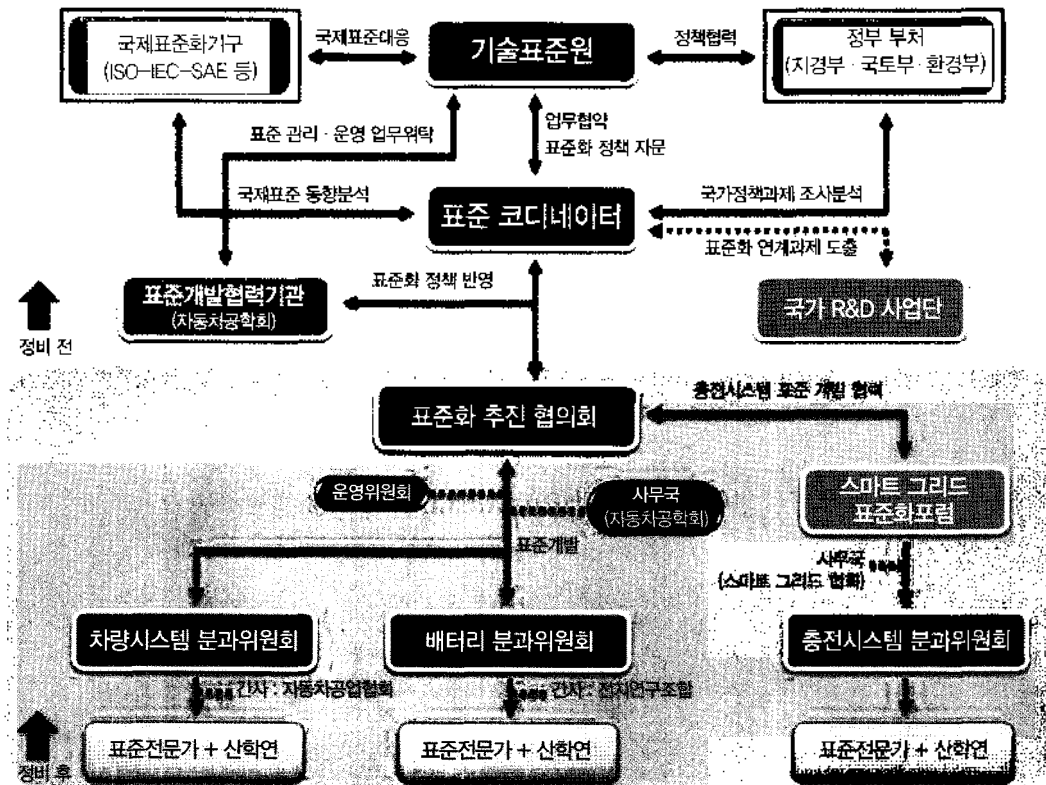 국제표준화기구
(ISO-IEC-SAE 등)
국제표준대응
기술표준원
정책협력
정부 부처
(지경부 · 국토부 · 환경부)
표준 관리 · 운영 업무위탁
업무협약
표준화 정책 자문
국제표준 동향분석
표준 코디네이터
국가정책과제 조사분석
표준화 연계과제 도출
표준개발협력기관
(자동차공학회)
표준화 정책 반영
국가 R&D 사업단
정비 전
표준화 추진 협의회
충전시스템 표준 개발 협력
운영위원회
사무국
(자동차공학회)
스마트 그리드
표준화포럼
표준개발
사무국
(스마트 그리드 협회)
차량시스템 분과위원회
배터리 분과위원회
충전시스템 분과위원회
간사 : 자동차공업협회
간사 : 전지연구조합
표준전문가 + 산학연
표준전문가 + 산학연
표준전문가 + 산학연
정비 후